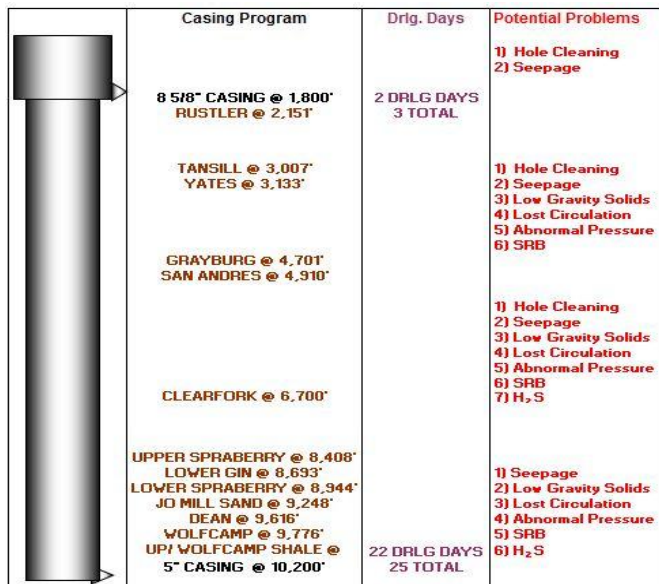 Casing Program Drlg. Days Potential Problems
1) Hole Cleaning
2) Seepage
8 5/8" CASING @ 1,800' 2 DRLG DAYS
RUSTLER @ 2,151' 3 TOTAL
TANSILL @ 3,007' 1) Hole Cleaning
YATES @ 3,133' 2) Seepage
3) Low Gravity Solids
4) Lost Circulation
5) Abnormal Pressure
6) SRB
GRAYBURG @ 4,701'
SAN ANDRES @ 4,910'
1) Hole Cleaning
2) Seepage
3) Low Gravity Solids
4) Lost Circulation
5) Abnormal Pressure
6) SRB
CLEARFORK @ 6,700' 7) H₂S
UPPER SPRABERRY @ 8,408'
LOWER GIN @ 8,693' 1) Seepage
LOWER SPRABERRY @ 8,944' 2) Low Gravity Solids
JO MILL SAND @ 9,248' 3) Lost Circulation
DEAN @ 9,616' 4) Abnormal Pressure
WOLFCAMP @ 9,776' 5) SRB
UP/ WOLFCAMP SHALE @ 22 DRLG DAYS 6) H₂S
5" CASING @ 10,200' 25 TOTAL